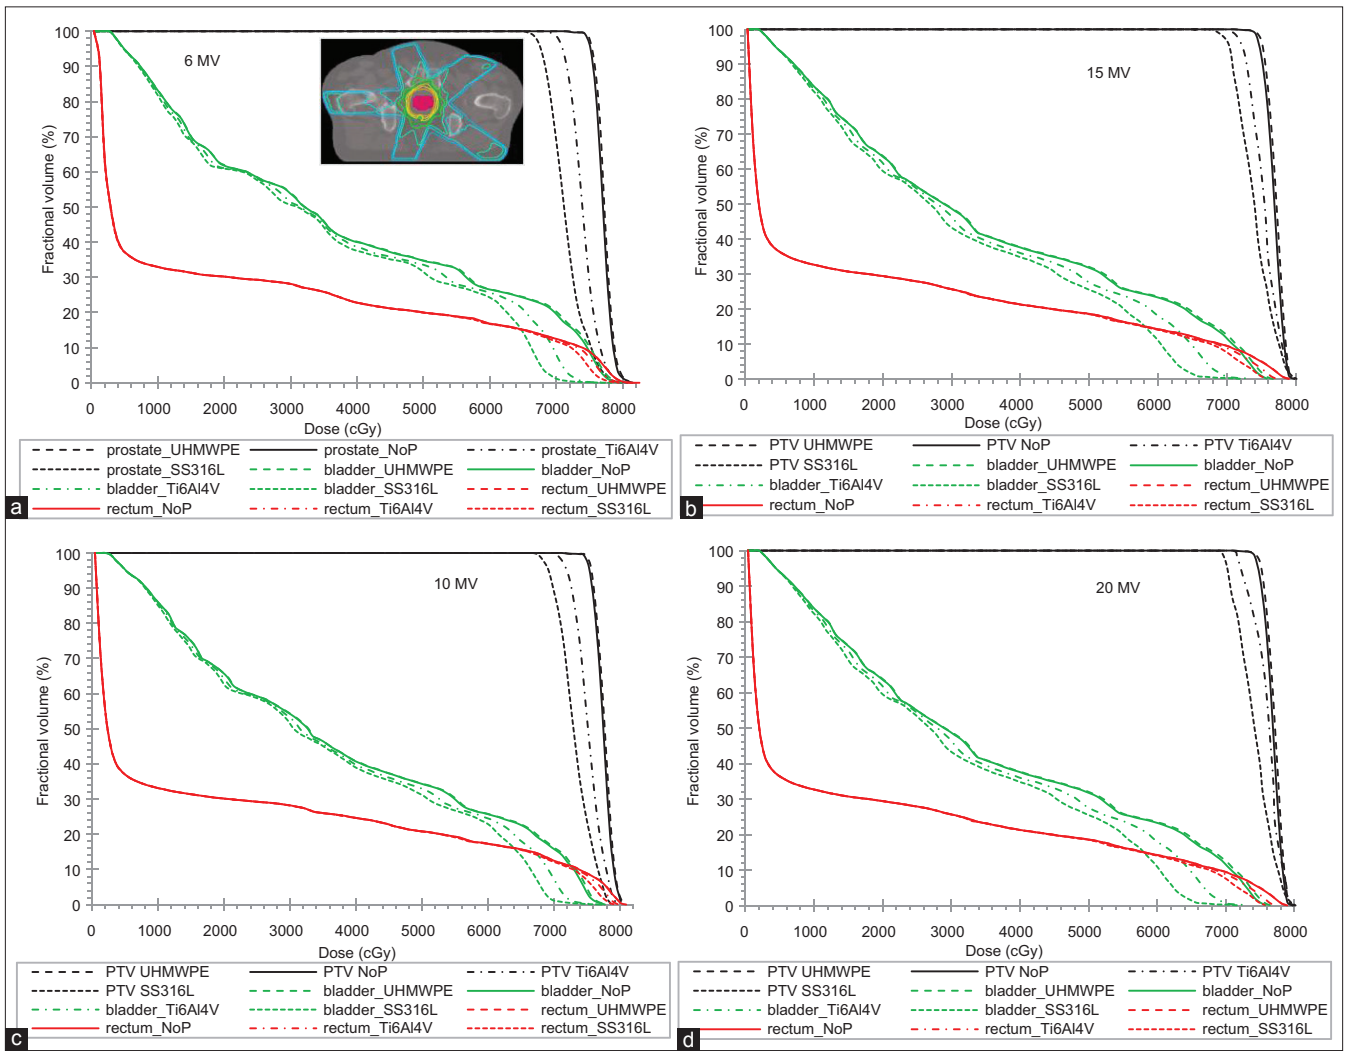 100
90
80
70
60
50
40
30
20
10
0
Fractional volume (%)
6 MV
0 1000 2000 3000 4000 5000 6000 7000 8000
Dose (cGy)
prostate_UHMWPE prostate_NoP prostate_Ti6Al4V
prostate_SS316L bladder_UHMWPE bladder_NoP
bladder_Ti6Al4V bladder_SS316L rectum_UHMWPE
rectum_NoP rectum_Ti6Al4V rectum_SS316L
a
100
90
80
70
60
50
40
30
20
10
0
Fractional volume (%)
15 MV
0 1000 2000 3000 4000 5000 6000 7000 8000
Dose (cGy)
PTV UHMWPE PTV NoP PTV Ti6Al4V
PTV SS316L bladder_UHMWPE bladder_NoP
bladder_Ti6Al4V bladder_SS316L rectum_UHMWPE
rectum_NoP rectum_Ti6Al4V rectum_SS316L
b
100
90
80
70
60
50
40
30
20
10
0
Fractional volume (%)
10 MV
0 1000 2000 3000 4000 5000 6000 7000 8000
Dose (cGy)
PTV UHMWPE PTV NoP PTV Ti6Al4V
PTV SS316L bladder_UHMWPE bladder_NoP
bladder_Ti6Al4V bladder_SS316L rectum_UHMWPE
rectum_NoP rectum_Ti6Al4V rectum_SS316L
c
100
90
80
70
60
50
40
30
20
10
0
Fractional volume (%)
20 MV
0 1000 2000 3000 4000 5000 6000 7000 8000
Dose (cGy)
PTV UHMWPE PTV NoP PTV Ti6Al4V
PTV SS316L bladder_UHMWPE bladder_NoP
bladder_Ti6Al4V bladder_SS316L rectum_UHMWPE
rectum_NoP rectum_Ti6Al4V rectum_SS316L
d